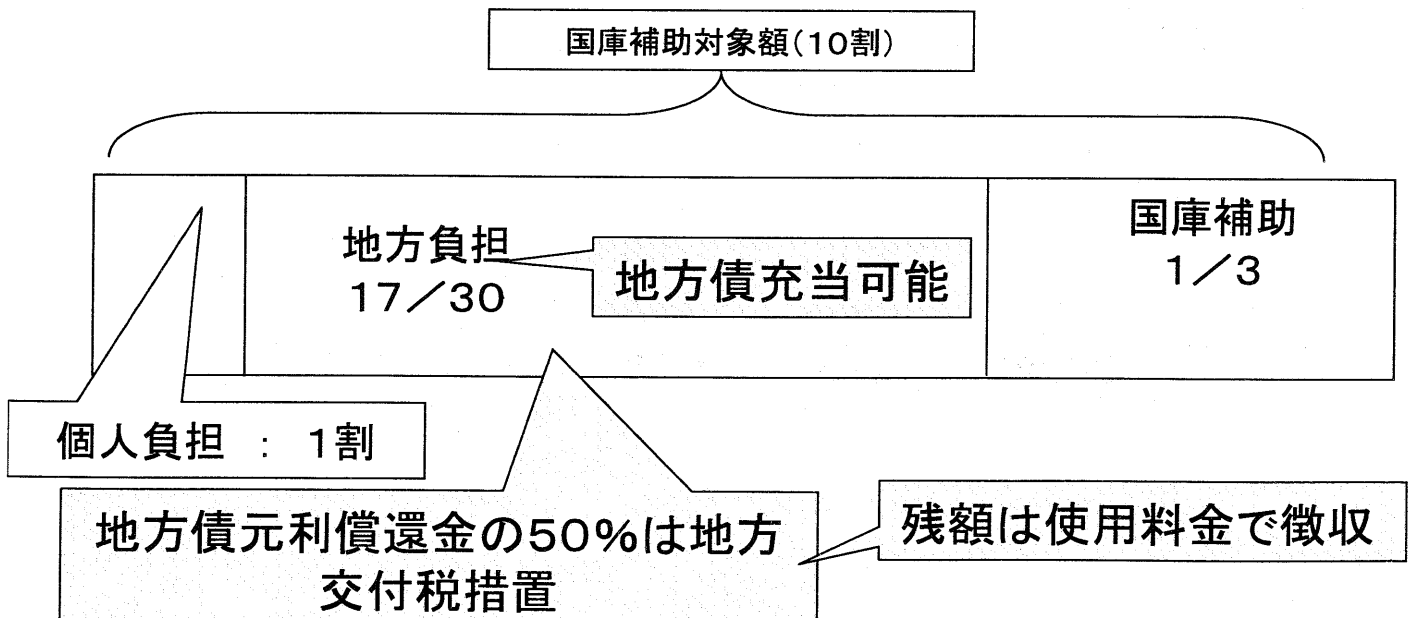 国庫補助対象額(10割)
地方負担
17／30
地方債充当可能
国庫補助
1／3
個人負担 ： 1割
地方債元利償還金の50%は地方
交付税措置
残額は使用料金で徴収